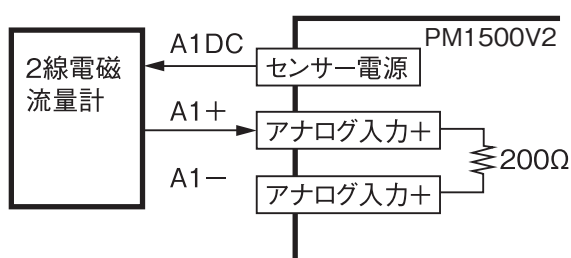 PM1500V2
2線電磁
流量計
A1DC
センサー電源
A1+
アナログ入力+
200Ω
A1−
アナログ入力+